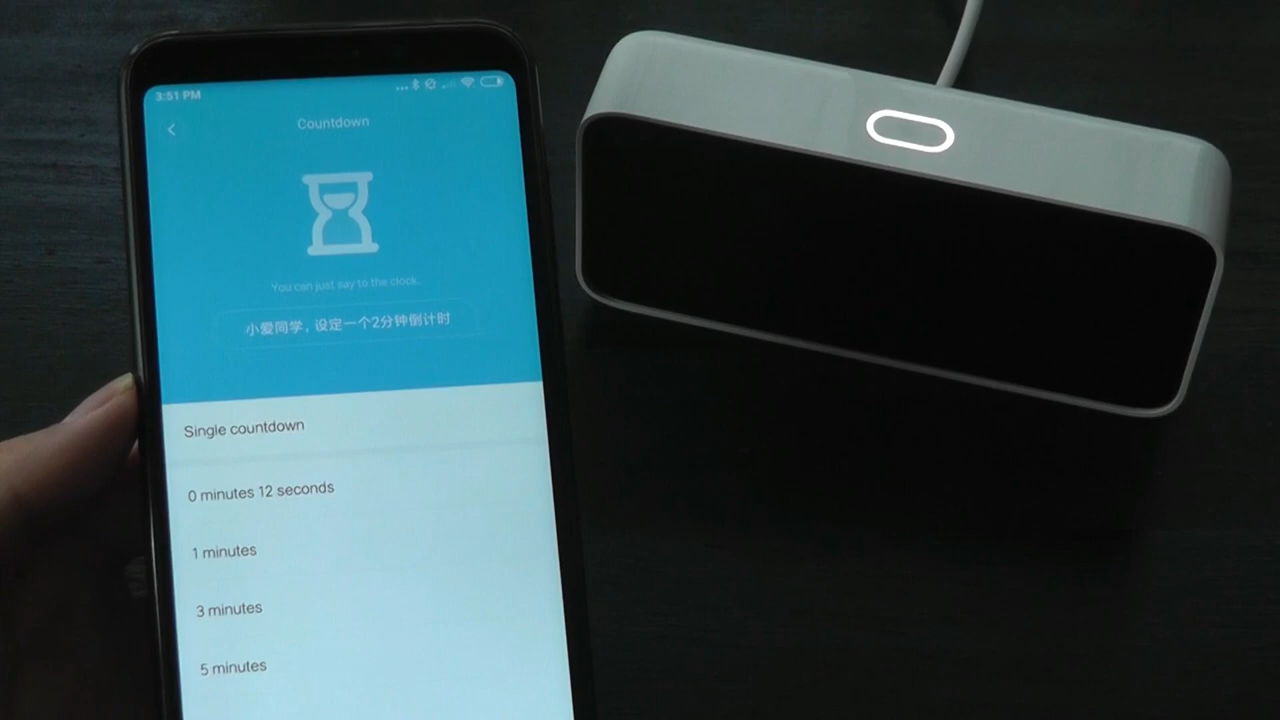 3:51 PM
Countdown
You can just say to the clock.
小爱同学，设定一个2分钟倒计时
Single countdown
0 minutes 12 seconds
1 minutes
3 minutes
5 minutes